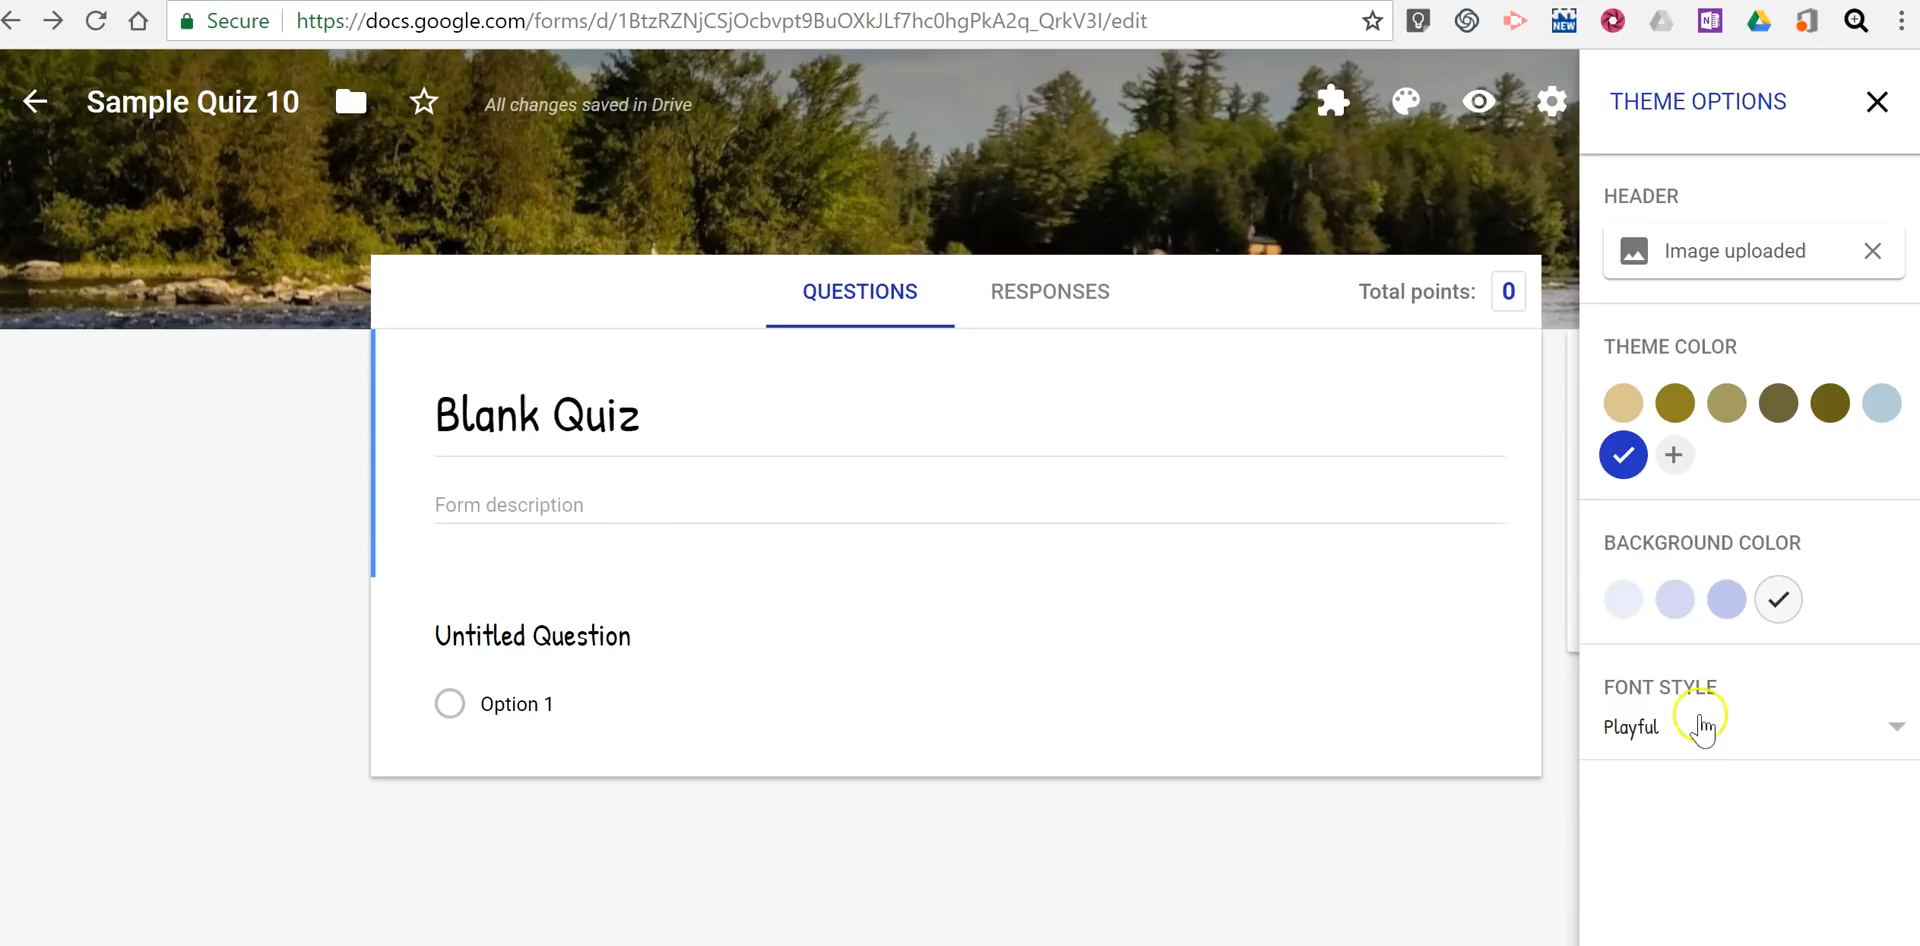 Secure https://docs.google.com/forms/d/1BtzRZNjCSjOcbvpt9BuOXkJLf7hc0hgPkA2q_QrkV3I/edit
NEW
N
Sample Quiz 10 All changes saved in Drive
THEME OPTIONS
HEADER
Image uploaded
QUESTIONS RESPONSES Total points: 0
THEME COLOR
Blank Quiz
Form description
BACKGROUND COLOR
Untitled Question
Option 1
FONT STYLE
Playful